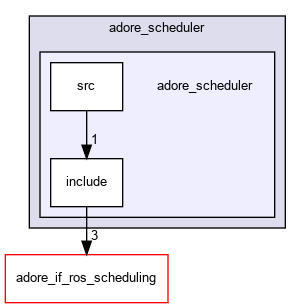 adore_scheduler
src
adore_scheduler
1
include
3
adore_if_ros_scheduling